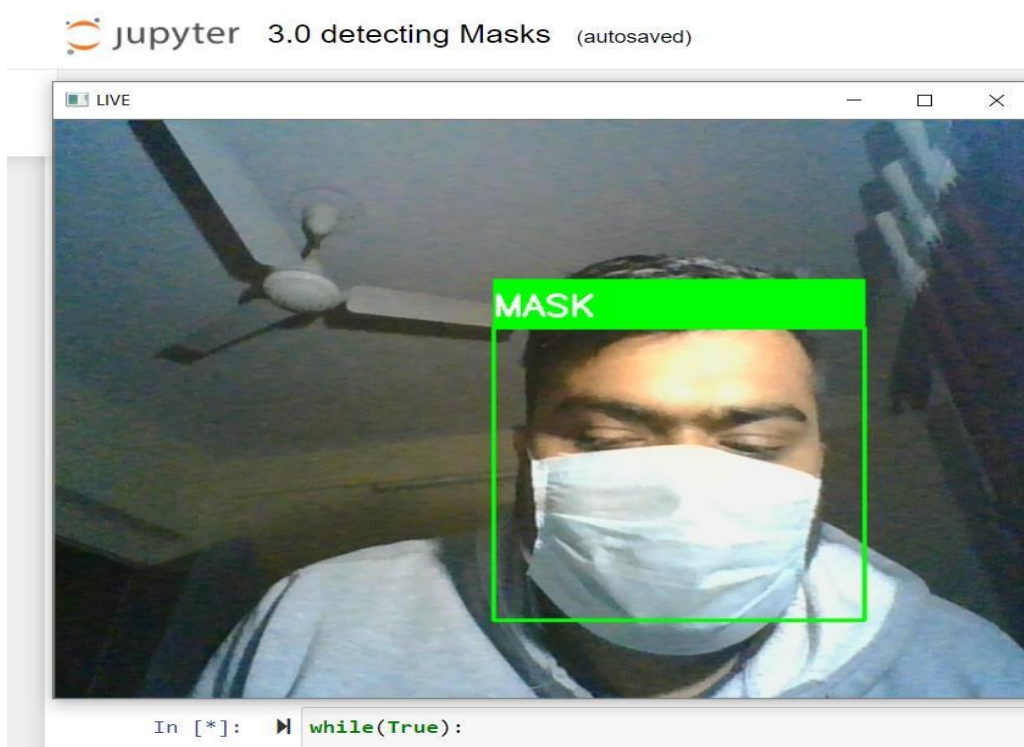 jupyter 3.0 detecting Masks (autosaved)
LIVE
MASK
In [*]: while(True):